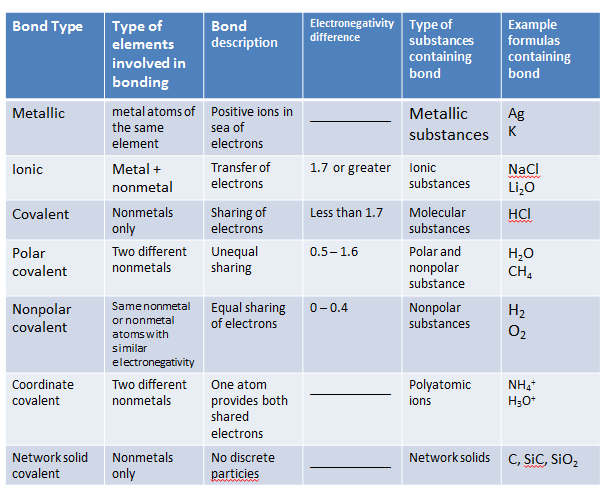 Bond Type
Type of
elements
involved in
bonding
Bond
description
Electronegativity
difference
Type of
substances
containing
bond
Example
formulas
containing
bond
Metallic
metal atoms of
the same
element
Positive ions in
sea of
electrons
___________
Metallic
substances
Ag
K
Ionic
Metal +
nonmetal
Transfer of
electrons
1.7 or greater
Ionic
substances
NaCl
Li₂O
Covalent
Nonmetals
only
Sharing of
electrons
Less than 1.7
Molecular
substances
HCl
Polar
covalent
Two different
nonmetals
Unequal
sharing
0.5 – 1.6
Polar and
nonpolar
substance
H₂O
CH₄
Nonpolar
covalent
Same nonmetal
or nonmetal
atoms with
similar
electronegativity
Equal sharing
of electrons
0 – 0.4
Nonpolar
substances
H₂
O₂
Coordinate
covalent
Two different
nonmetals
One atom
provides both
shared
electrons
___________
Polyatomic
ions
NH₄⁺
H₃O⁺
Network solid
covalent
Nonmetals
only
No discrete
particies
___________
Network solids
C, SiC, SiO₂